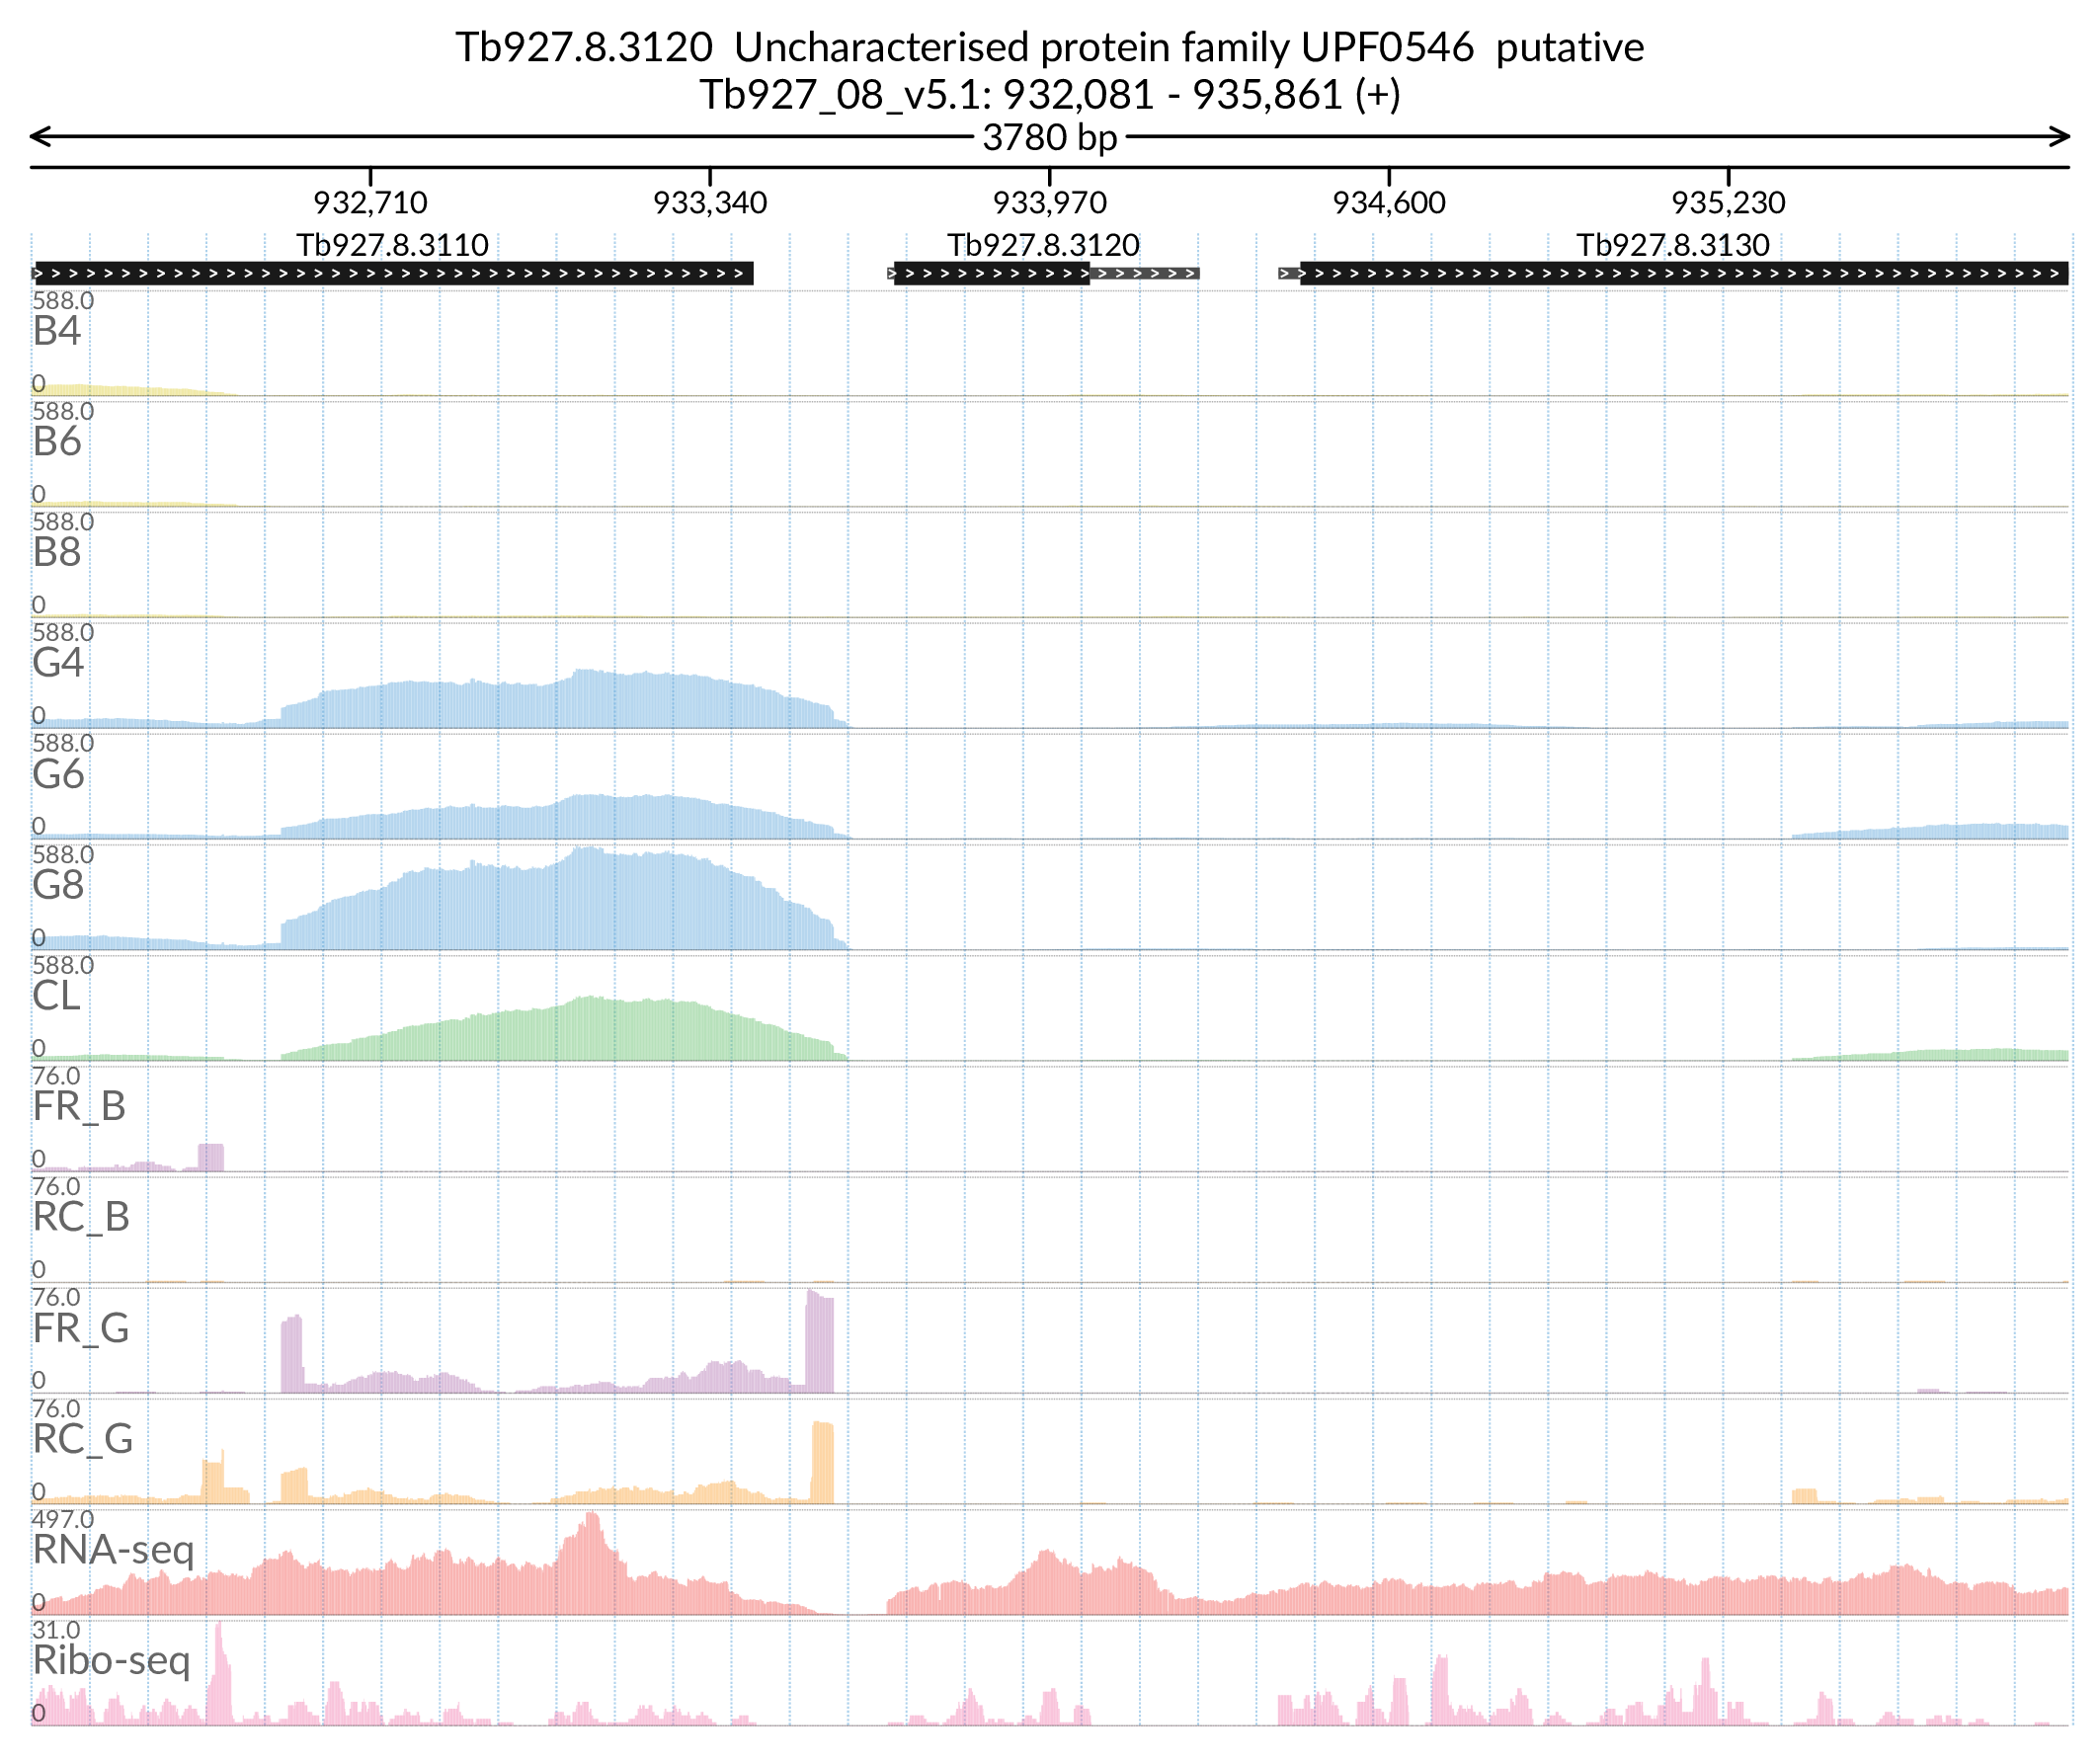 Tb927.8.3120  Uncharacterised protein family UPF0546  putative
Tb927_08_v5.1: 932,081 - 935,861 (+)
3780 bp
932,710 933,340 933,970 934,600 935,230
Tb927.8.3110 Tb927.8.3120 Tb927.8.3130
588.0
B4
0
588.0
B6
0
588.0
B8
0
588.0
G4
0
588.0
G6
0
588.0
G8
0
588.0
CL
0
76.0
FR_B
0
76.0
RC_B
0
76.0
FR_G
0
76.0
RC_G
0
497.0
RNA-seq
0
31.0
Ribo-seq
0